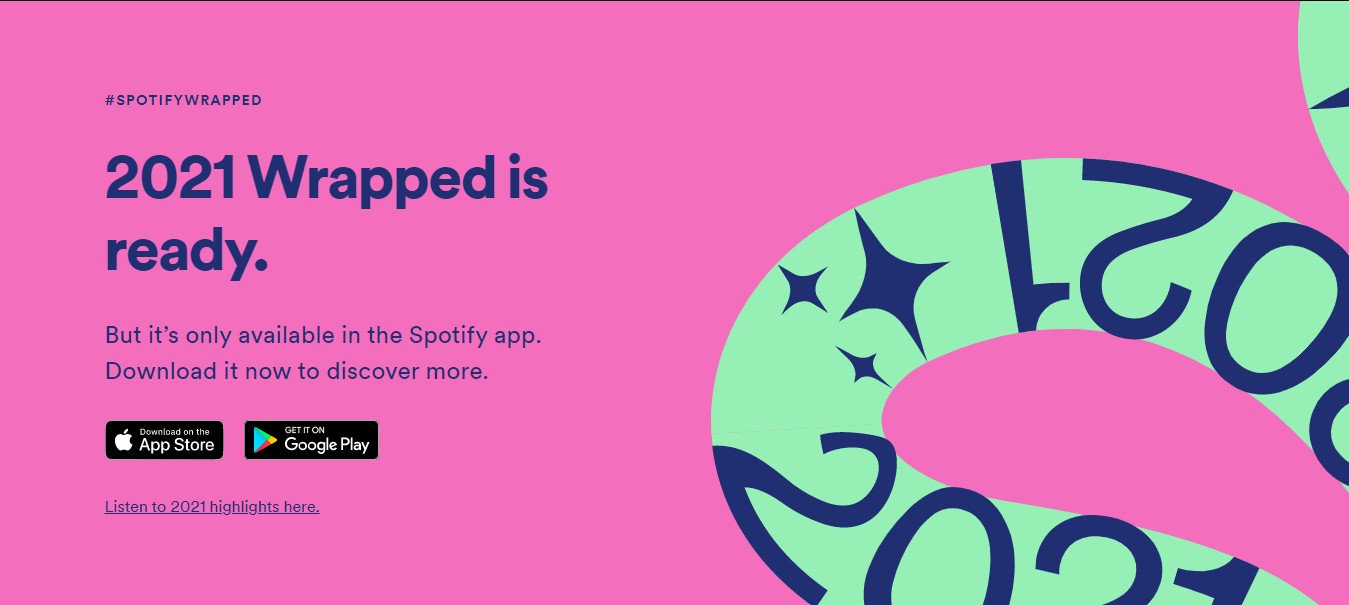 #SPOTIFYWRAPPED
2021 Wrapped is
ready.
But it’s only available in the Spotify app.
Download it now to discover more.
Download on the
App Store
GET IT ON
Google Play
Listen to 2021 highlights here.
2021
2021